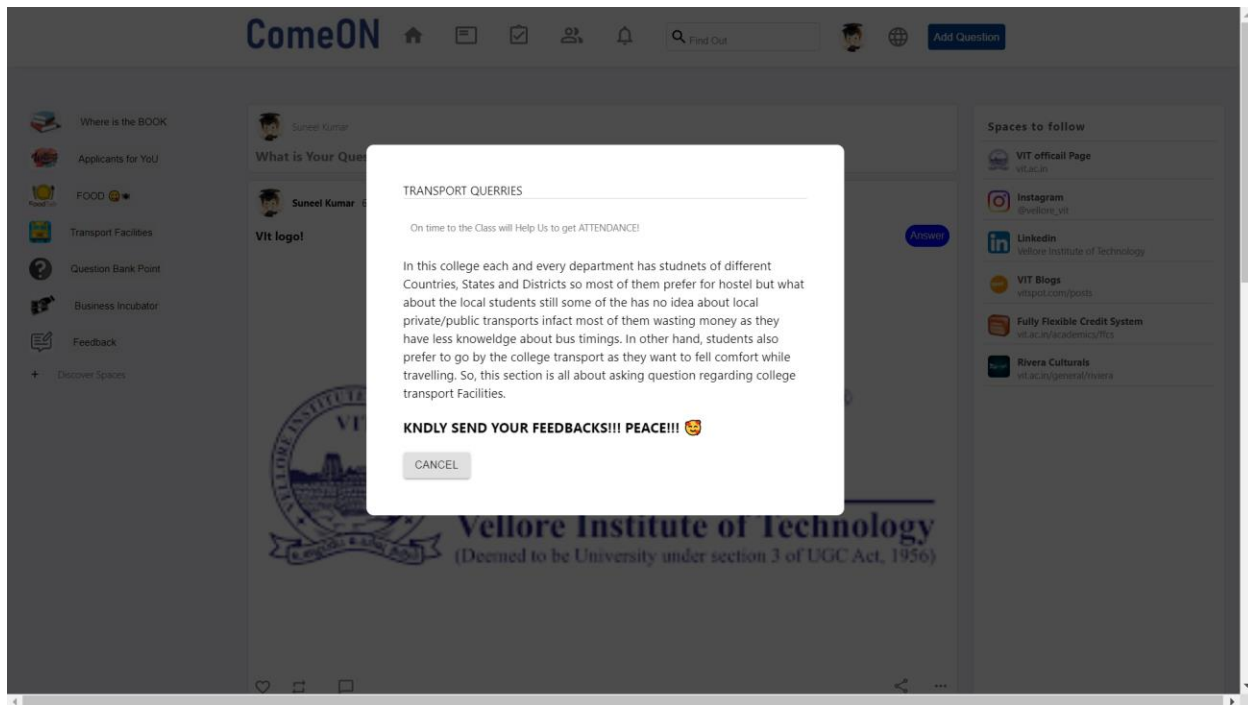 ComeON
Find Out
Add Question
Where is the BOOK
Applicants for YoU
FOOD
Transport Facilities
Question Bank Point
Business Incubator
Feedback
+ Discover Spaces
Suneel Kumar
What is Your Ques
Suneel Kumar
VIt logo!
Answer
TRANSPORT QUERRIES
On time to the Class will Help Us to get ATTENDANCE!
In this college each and every department has studnets of different
Countries, States and Districts so most of them prefer for hostel but what
about the local students still some of the has no idea about local
private/public transports infact most of them wasting money as they
have less knoweldge about bus timings. In other hand, students also
prefer to go by the college transport as they want to fell comfort while
travelling. So, this section is all about asking question regarding college
transport Facilities.
KNDLY SEND YOUR FEEDBACKS!!! PEACE!!! 🥰
CANCEL
Vellore Institute of Technology
(Deemed to be University under section 3 of UGC Act, 1956)
Spaces to follow
VIT officail Page
vit.ac.in
Instagram
@vellore_vit
Linkedin
Vellore Institute of Technology
VIT Blogs
vitspot.com/posts
Fully Flexible Credit System
vit.ac.in/academics/ffcs
Rivera Culturals
vit.ac.in/general/riviera